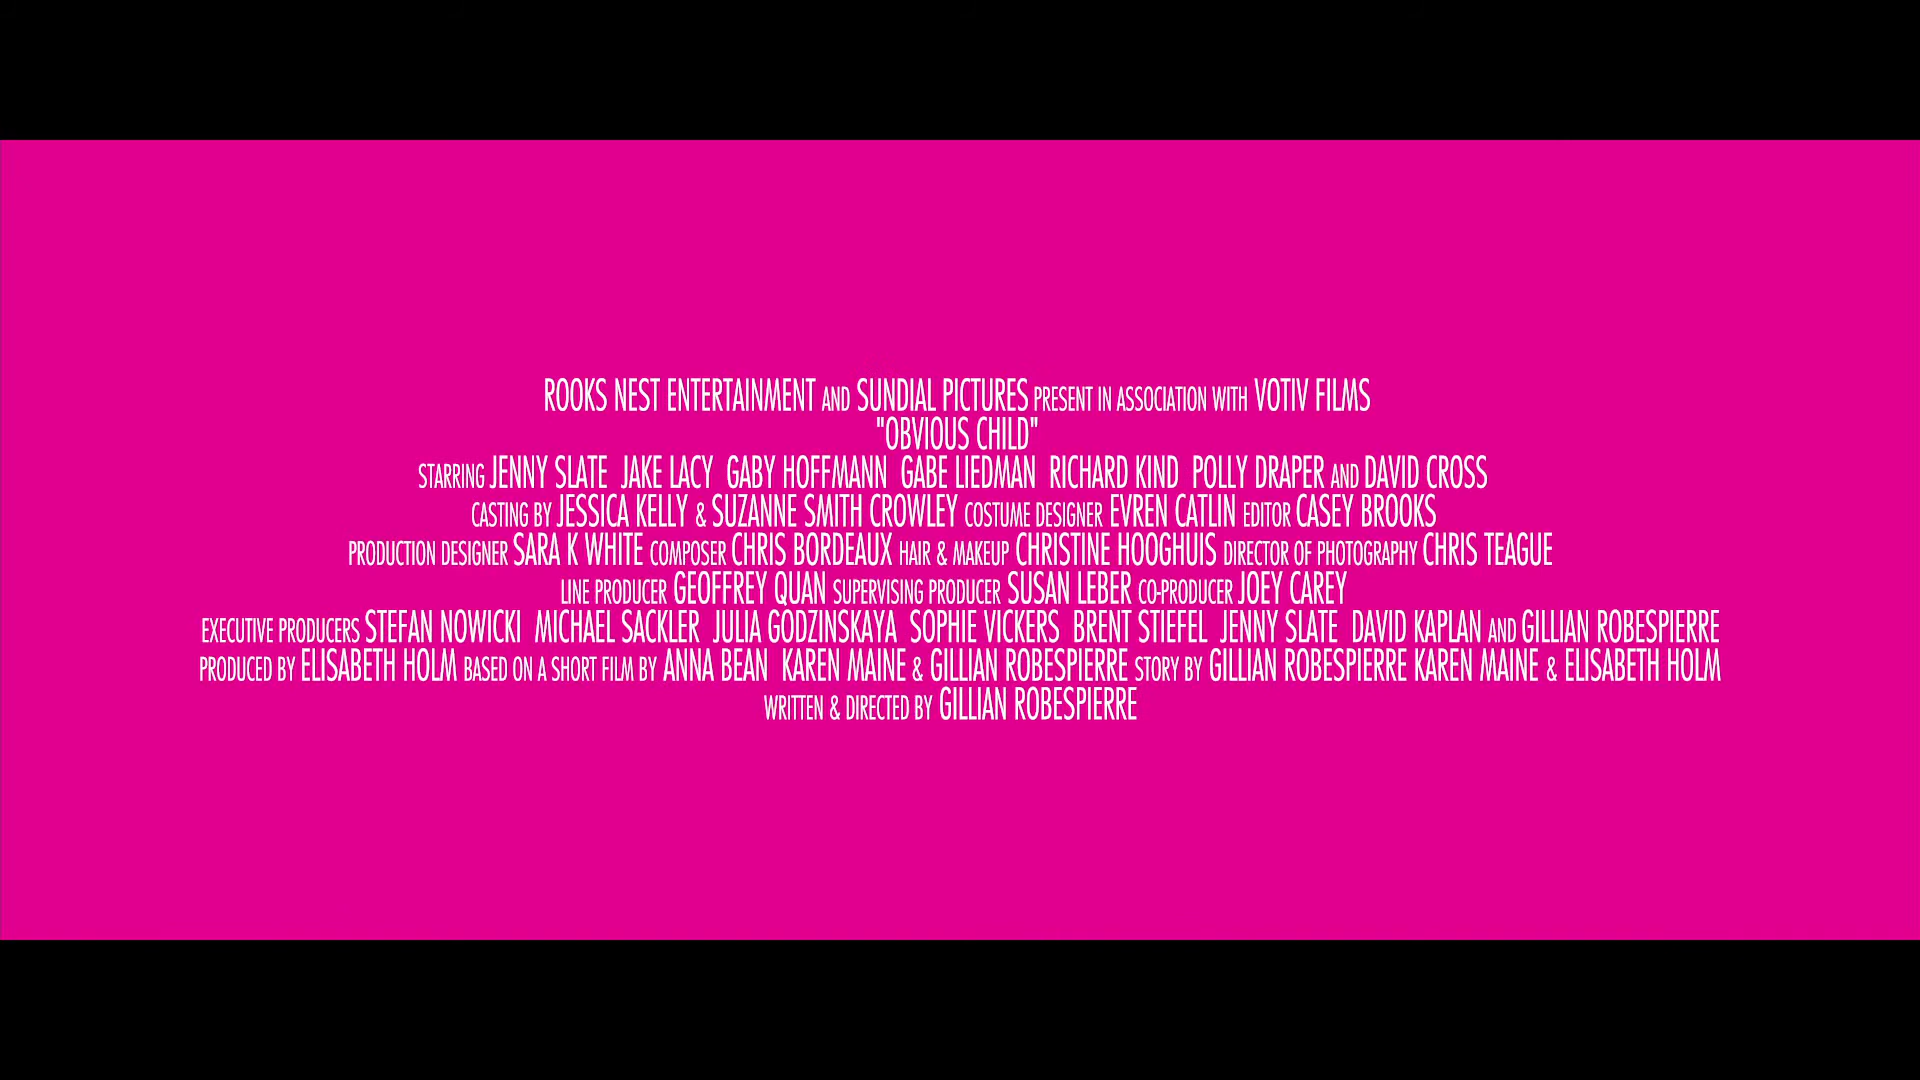 ROOKS NEST ENTERTAINMENT AND SUNDIAL PICTURES PRESENT IN ASSOCIATION WITH VOTIV FILMS
"OBVIOUS CHILD"
STARRING JENNY SLATE JAKE LACY GABY HOFFMANN GABE LIEDMAN RICHARD KIND POLLY DRAPER AND DAVID CROSS
CASTING BY JESSICA KELLY & SUZANNE SMITH CROWLEY COSTUME DESIGNER EVREN CATLIN EDITOR CASEY BROOKS
PRODUCTION DESIGNER SARA K WHITE COMPOSER CHRIS BORDEAUX HAIR & MAKEUP CHRISTINE HOOGHUIS DIRECTOR OF PHOTOGRAPHY CHRIS TEAGUE
LINE PRODUCER GEOFFREY QUAN SUPERVISING PRODUCER SUSAN LEBER CO-PRODUCER JOEY CAREY
EXECUTIVE PRODUCERS STEFAN NOWICKI MICHAEL SACKLER JULIA GODZINSKAYA SOPHIE VICKERS BRENT STIEFEL JENNY SLATE DAVID KAPLAN AND GILLIAN ROBESPIERRE
PRODUCED BY ELISABETH HOLM BASED ON A SHORT FILM BY ANNA BEAN KAREN MAINE & GILLIAN ROBESPIERRE STORY BY GILLIAN ROBESPIERRE KAREN MAINE & ELISABETH HOLM
WRITTEN & DIRECTED BY GILLIAN ROBESPIERRE